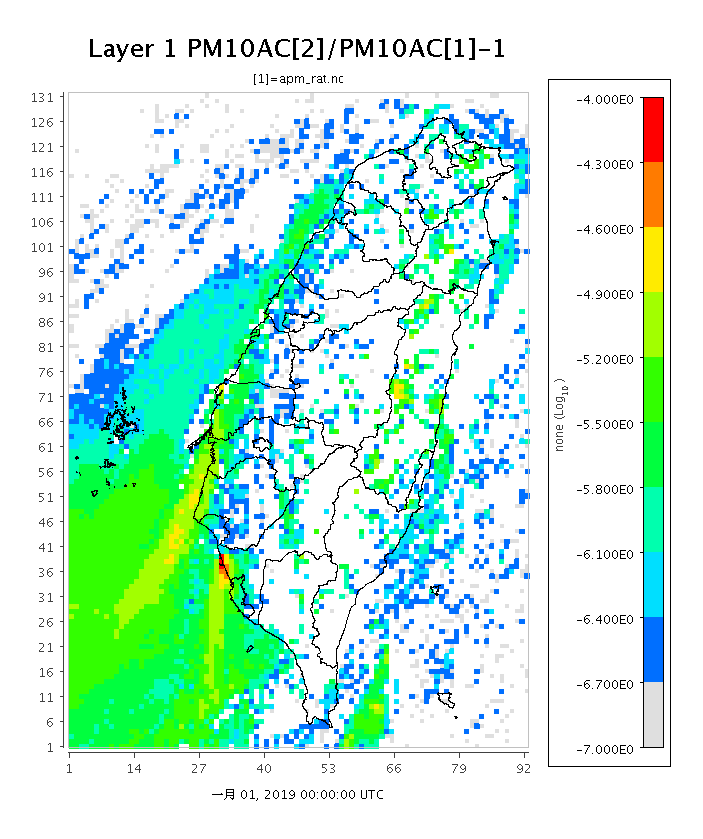 Layer 1 PM10AC[2]/PM10AC[1]-1
[1]=apm_rat.nc
131
126
121
116
111
106
101
96
91
86
81
76
71
66
61
56
51
46
41
36
31
26
21
16
11
6
1
1 14 27 40 53 66 79 92
一月 01, 2019 00:00:00 UTC
-4.000E0
-4.300E0
-4.600E0
-4.900E0
-5.200E0
-5.500E0
-5.800E0
-6.100E0
-6.400E0
-6.700E0
-7.000E0
none (Log10)